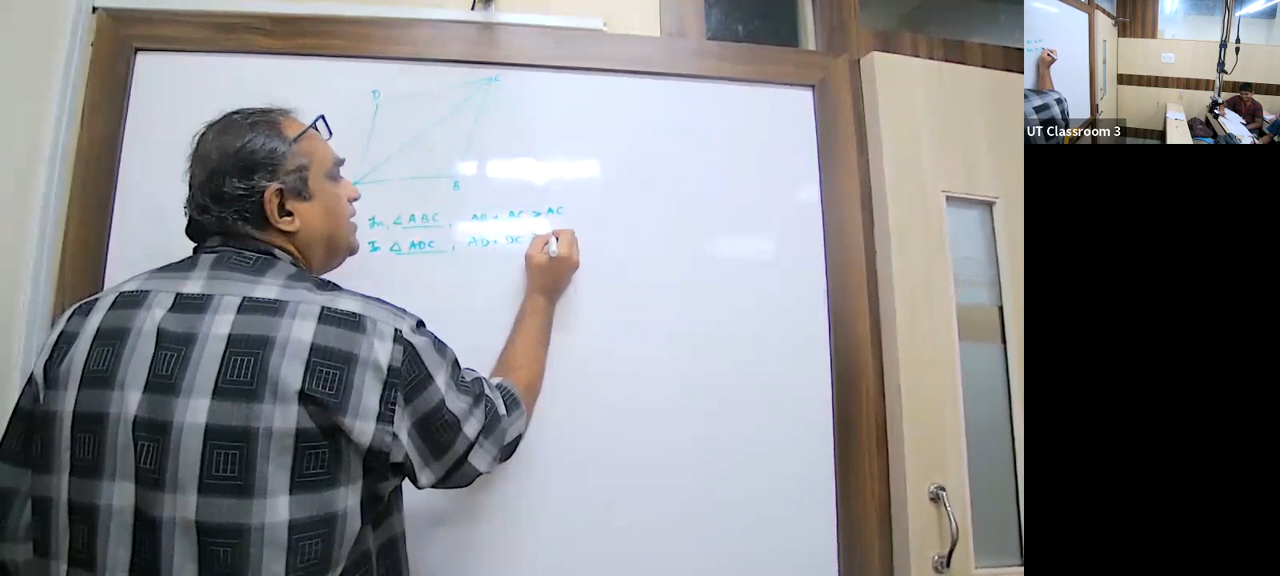 D
C
B
In, ∠ ABC , AB + BC > AC
In △ ADC , AD + DC >
UT Classroom 3